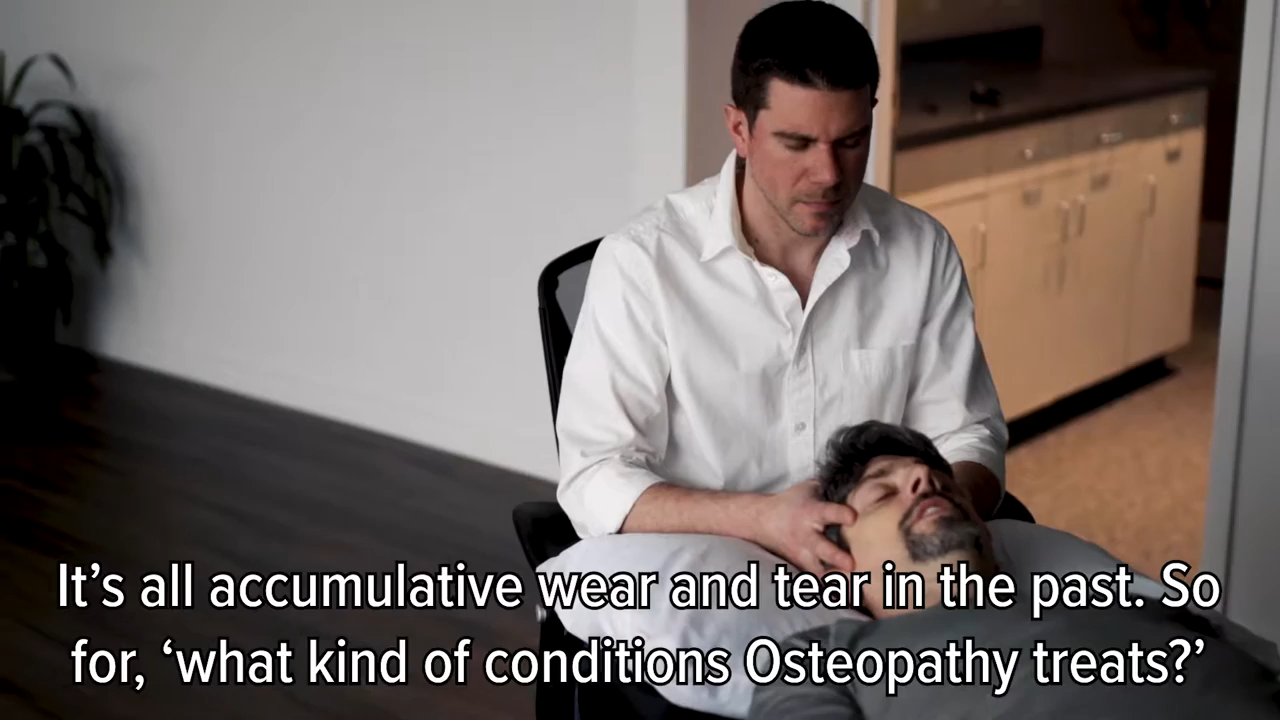 It’s all accumulative wear and tear in the past. So
for, ‘what kind of conditions Osteopathy treats?’